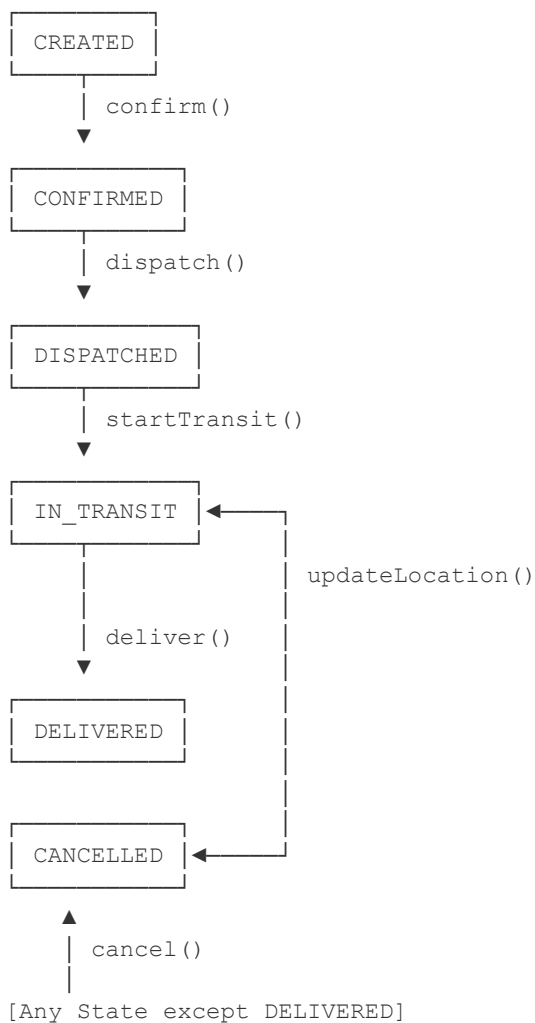 CREATED
confirm()
CONFIRMED
dispatch()
DISPATCHED
startTransit()
IN_TRANSIT
updateLocation()
deliver()
DELIVERED
CANCELLED
cancel()
[Any State except DELIVERED]